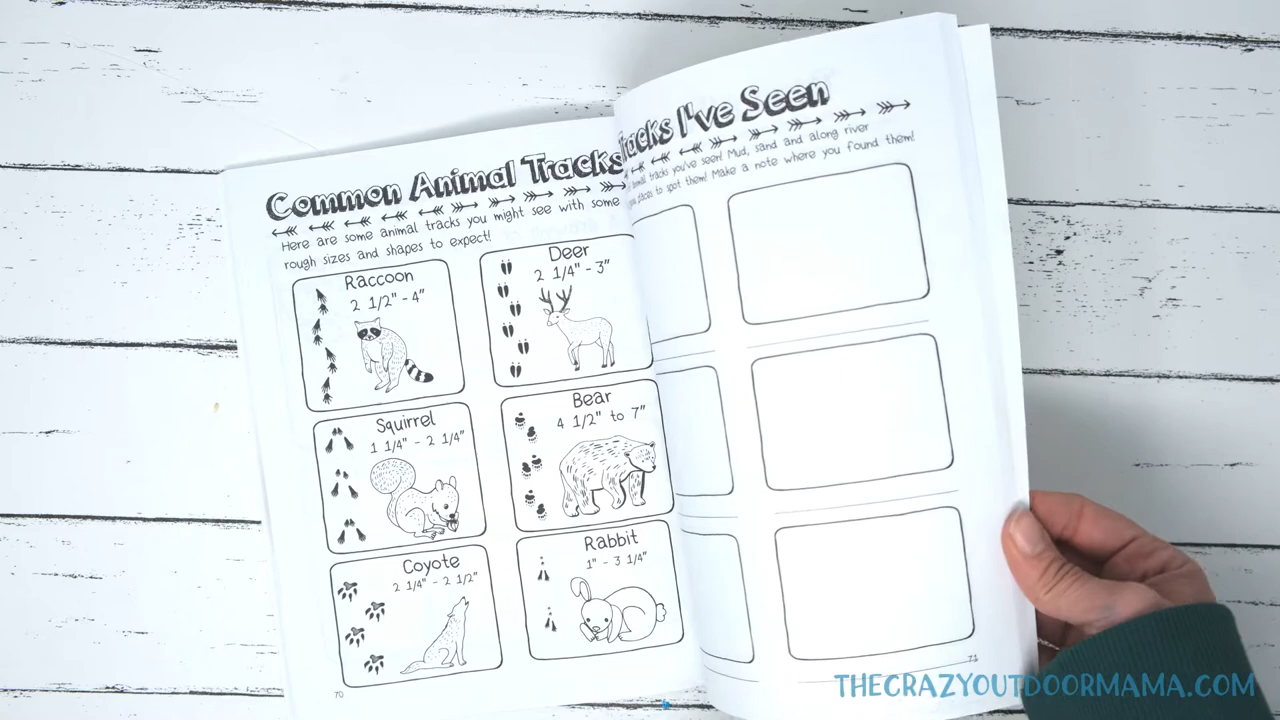 Common Animal Tracks
Here are some animal tracks you might see with some
rough sizes and shapes to expect!
Raccoon
2 1/2" - 4"
Deer
2 1/4" - 3"
Squirrel
1 1/4" - 2 1/4"
Bear
4 1/2" to 7"
Coyote
2 1/4" - 2 1/2"
Rabbit
1" - 3 1/4"
70
Tracks I've Seen
animal tracks you've seen! Mud, sand and along river
places to spot them! Make a note where you found them!
71
THECRAZYOUTDOORMAMA.COM